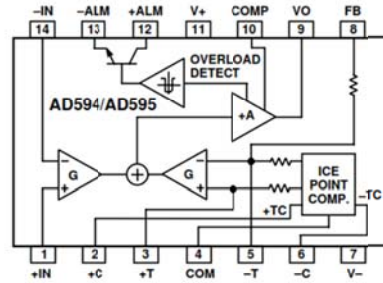 –IN –ALM +ALM V+ COMP VO FB
14 13 12 11 10 9 8
OVERLOAD
DETECT
AD594/AD595
+A
– –
G G
+ +
ICE
POINT
COMP.
–TC
+TC
1 2 3 4 5 6 7
+IN +C +T COM –T –C V–